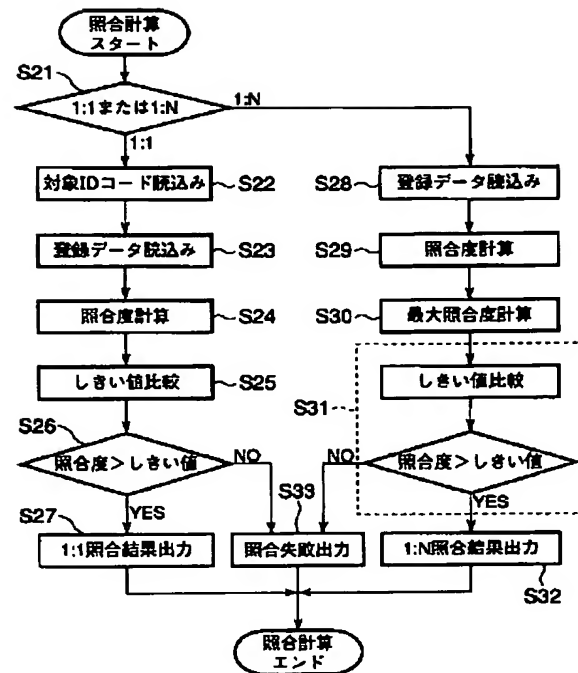 照合計算
スタート
S21
1:1または1:N
1:N
1:1
対象IDコード読込み
S22
登録データ読込み
S23
照合度計算
S24
しきい値比較
S25
S26
照合度>しきい値
NO
YES
S27
1:1照合結果出力
S28
登録データ読込み
S29
照合度計算
S30
最大照合度計算
S31
しきい値比較
照合度>しきい値
NO
YES
S33
照合失敗出力
1:N照合結果出力
S32
照合計算
エンド